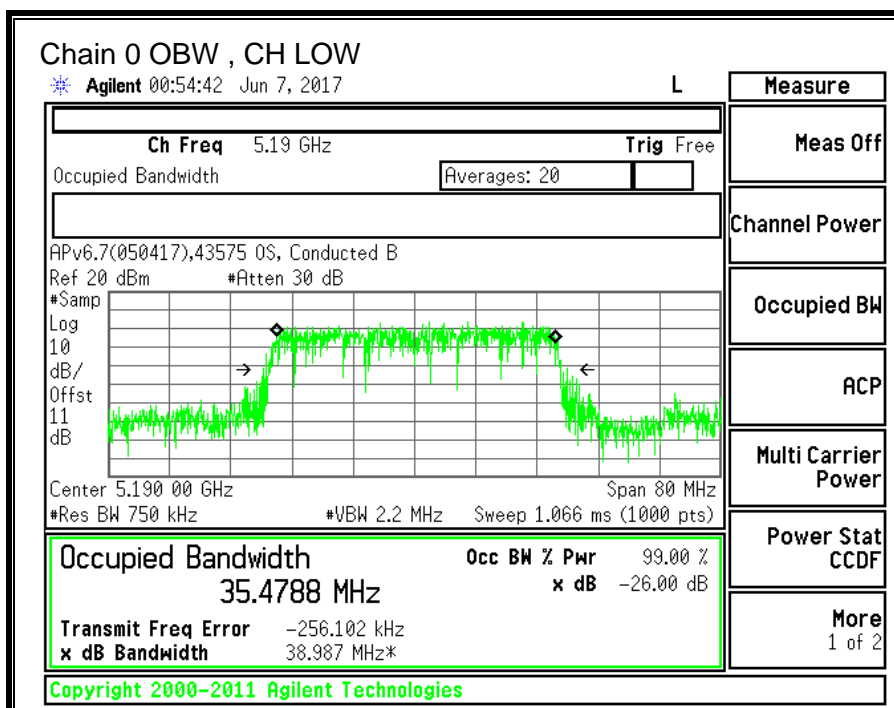 Chain 0 OBW , CH LOW
Agilent 00:54:42 Jun 7, 2017 L
Measure
Ch Freq 5.19 GHz Trig Free
Occupied Bandwidth Averages: 20
APv6.7(050417),43575 OS, Conducted B
Ref 20 dBm #Atten 30 dB
#Samp
Log
10
dB/
Offst
11
dB
Center 5.190 00 GHz Span 80 MHz
#Res BW 750 kHz #VBW 2.2 MHz Sweep 1.066 ms (1000 pts)
Occupied Bandwidth Occ BW % Pwr 99.00 %
35.4788 MHz x dB -26.00 dB
Transmit Freq Error -256.102 kHz
x dB Bandwidth 38.987 MHz*
Meas Off
Channel Power
Occupied BW
ACP
Multi Carrier
Power
Power Stat
CCDF
More
1 of 2
Copyright 2000-2011 Agilent Technologies